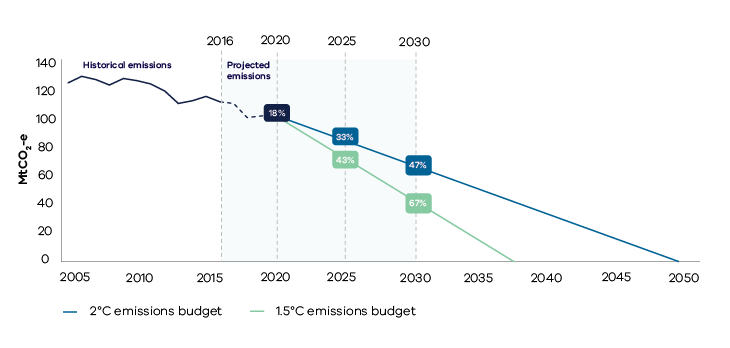 2016 2020 2025 2030
140
Historical emissions
Projected
emissions
120
100
80
60
40
20
0
MtCO2-e
18%
33%
43%
47%
67%
2005 2010 2015 2020 2025 2030 2035 2040 2045 2050
2°C emissions budget 1.5°C emissions budget